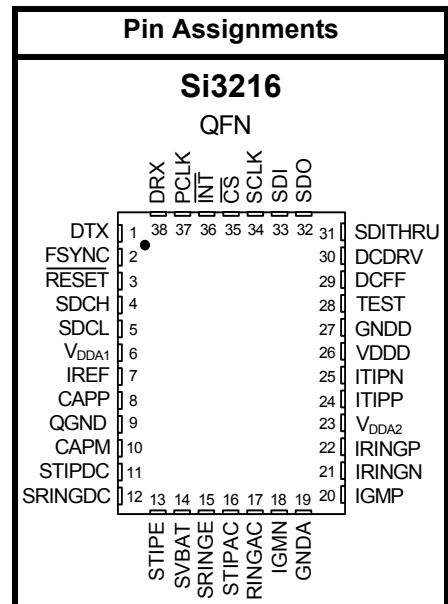 Pin Assignments
Si3216
QFN
DRX
PCLK
INT
CS
SCLK
SDI
SDO
38 37 36 35 34 33 32
DTX 1
FSYNC 2
RESET 3
SDCH 4
SDCL 5
VDDA1 6
IREF 7
CAPP 8
QGND 9
CAPM 10
STIPDC 11
SRINGDC 12
31 SDITHRU
30 DCDRV
29 DCFF
28 TEST
27 GNDD
26 VDDD
25 ITIPN
24 ITIPP
23 VDDA2
22 IRINGP
21 IRINGN
20 IGMP
13 14 15 16 17 18 19
STIPE
SVBAT
SRINGE
STIPAC
RINGAC
IGMN
GNDA